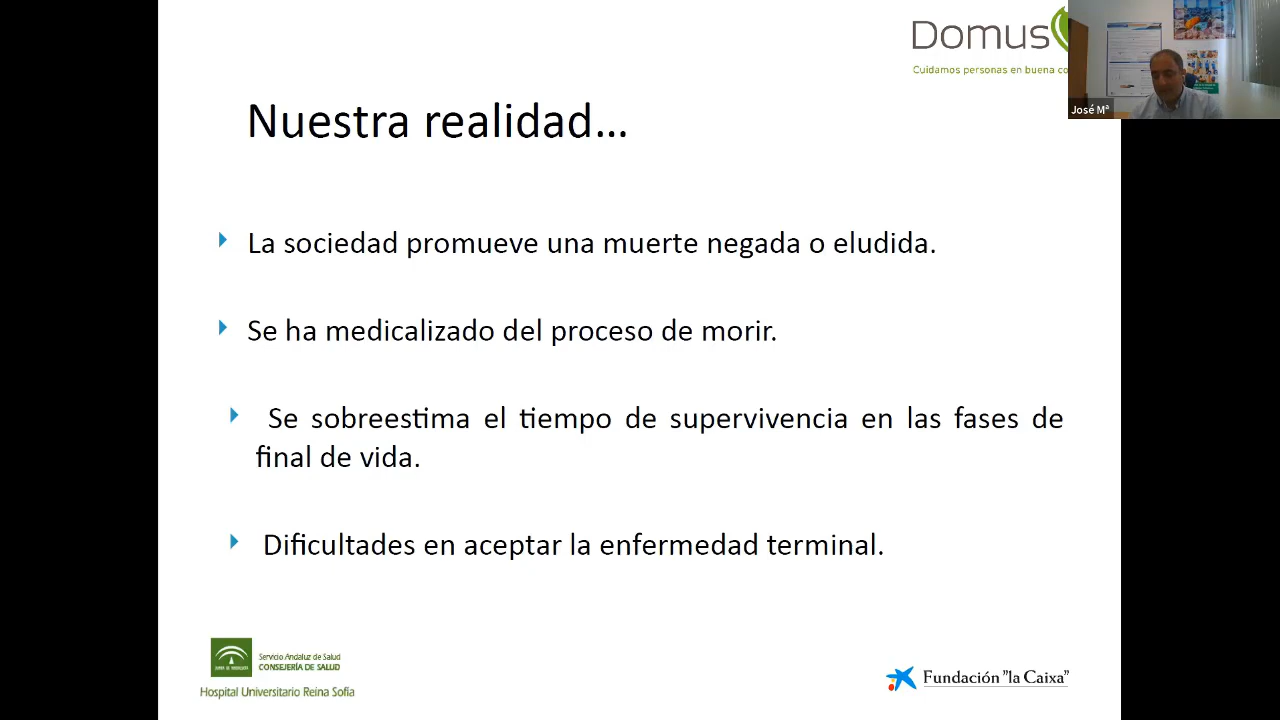 Domus
Cuidamos personas en buena co
José Mª
Nuestra realidad...
La sociedad promueve una muerte negada o eludida.
Se ha medicalizado del proceso de morir.
Se sobreestima el tiempo de supervivencia en las fases de
final de vida.
Dificultades en aceptar la enfermedad terminal.
Servicio Andaluz de Salud
CONSEJERÍA DE SALUD
Hospital Universitario Reina Sofía
Fundación "la Caixa"